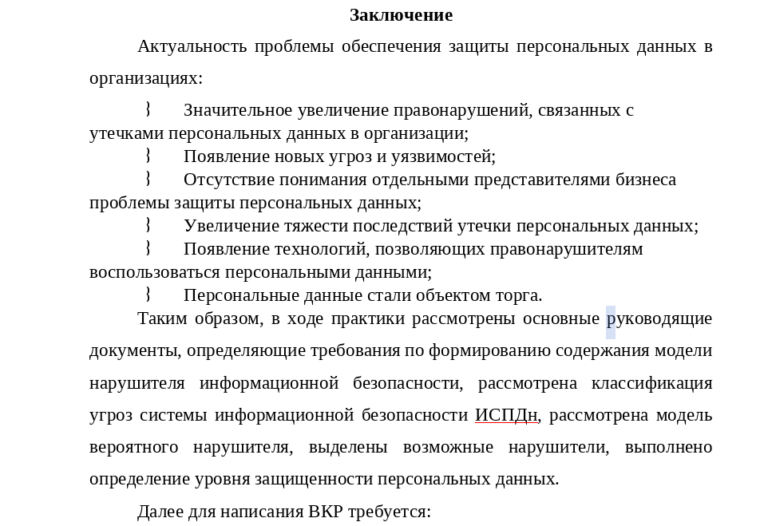 Заключение
Актуальность проблемы обеспечения защиты персональных данных в
организациях:
⌇ Значительное увеличение правонарушений, связанных с
утечками персональных данных в организации;
⌇ Появление новых угроз и уязвимостей;
⌇ Отсутствие понимания отдельными представителями бизнеса
проблемы защиты персональных данных;
⌇ Увеличение тяжести последствий утечки персональных данных;
⌇ Появление технологий, позволяющих правонарушителям
воспользоваться персональными данными;
⌇ Персональные данные стали объектом торга.
Таким образом, в ходе практики рассмотрены основные руководящие
документы, определяющие требования по формированию содержания модели
нарушителя информационной безопасности, рассмотрена классификация
угроз системы информационной безопасности ИСПДн, рассмотрена модель
вероятного нарушителя, выделены возможные нарушители, выполнено
определение уровня защищенности персональных данных.
Далее для написания ВКР требуется: